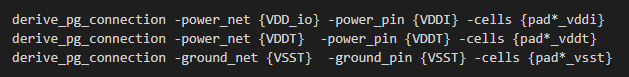 derive_pg_connection -power_net {VDD_io} -power_pin {VDDI} -cells {pad*_vddi}
derive_pg_connection -power_net {VDDT}  -power_pin {VDDT} -cells {pad*_vddt}
derive_pg_connection -ground_net {VSST}  -ground_pin {VSST} -cells {pad*_vsst}